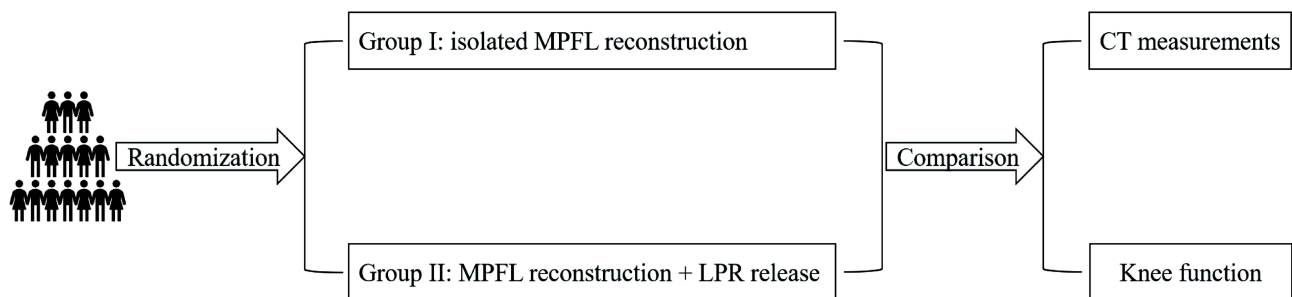 Group I: isolated MPFL reconstruction
CT measurements
Randomization
Comparison
Group II: MPFL reconstruction + LPR release
Knee function